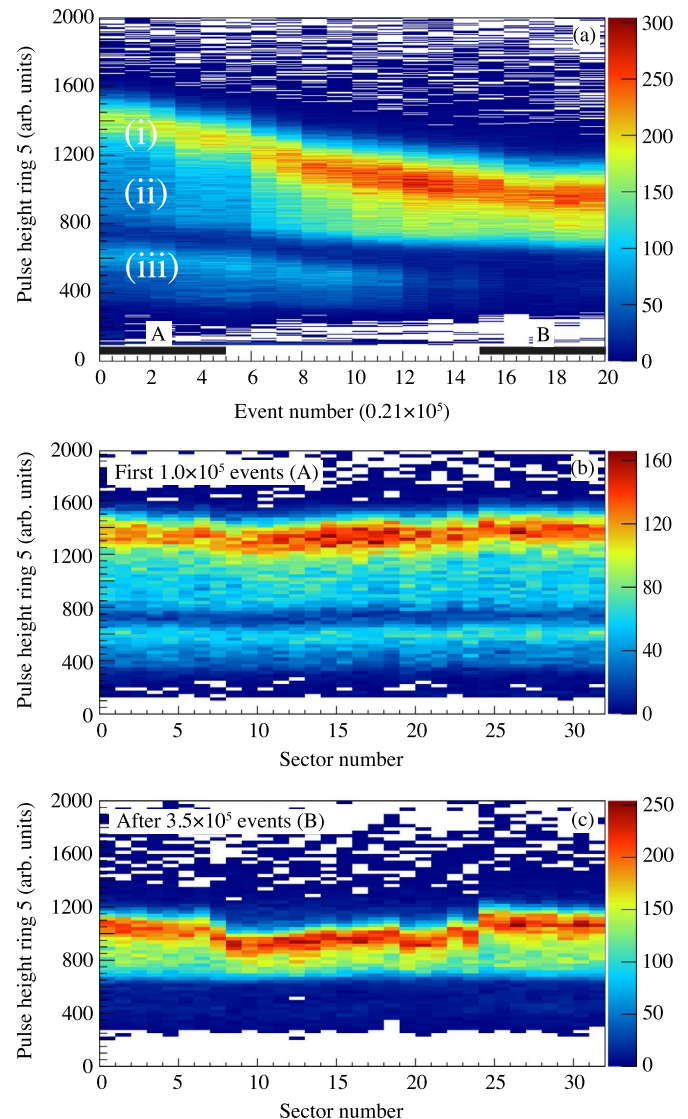 2000
1600
1200
800
400
0
Pulse height ring 5 (arb. units)
(a)
(i)
(ii)
(iii)
A
B
0 2 4 6 8 10 12 14 16 18 20
Event number (0.21×10⁵)
300
250
200
150
100
50
0
2000
1600
1200
800
400
0
Pulse height ring 5 (arb. units)
First 1.0×10⁵ events (A)
(b)
0 5 10 15 20 25 30
Sector number
160
120
80
40
0
2000
1600
1200
800
400
0
Pulse height ring 5 (arb. units)
After 3.5×10⁵ events (B)
(c)
0 5 10 15 20 25 30
Sector number
250
200
150
100
50
0